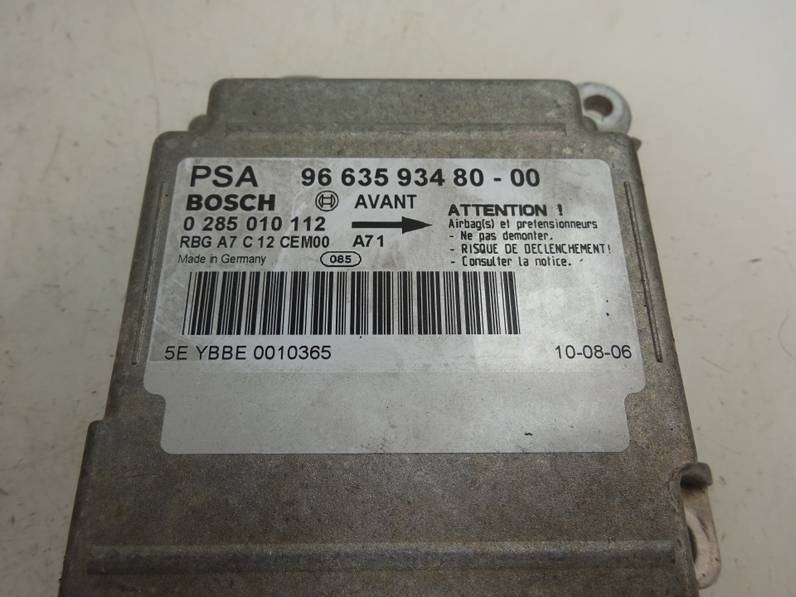 PSA 96 635 934 80 - 00
BOSCH AVANT
0 285 010 112
RBG A7 C 12 CEM00 A71
Made in Germany 085
ATTENTION !
Airbag(s) et pretensionneurs
- Ne pas demonter.
- RISQUE DE DECLENCHEMENT!
- Consulter la notice.
5E YBBE 0010365 10-08-06